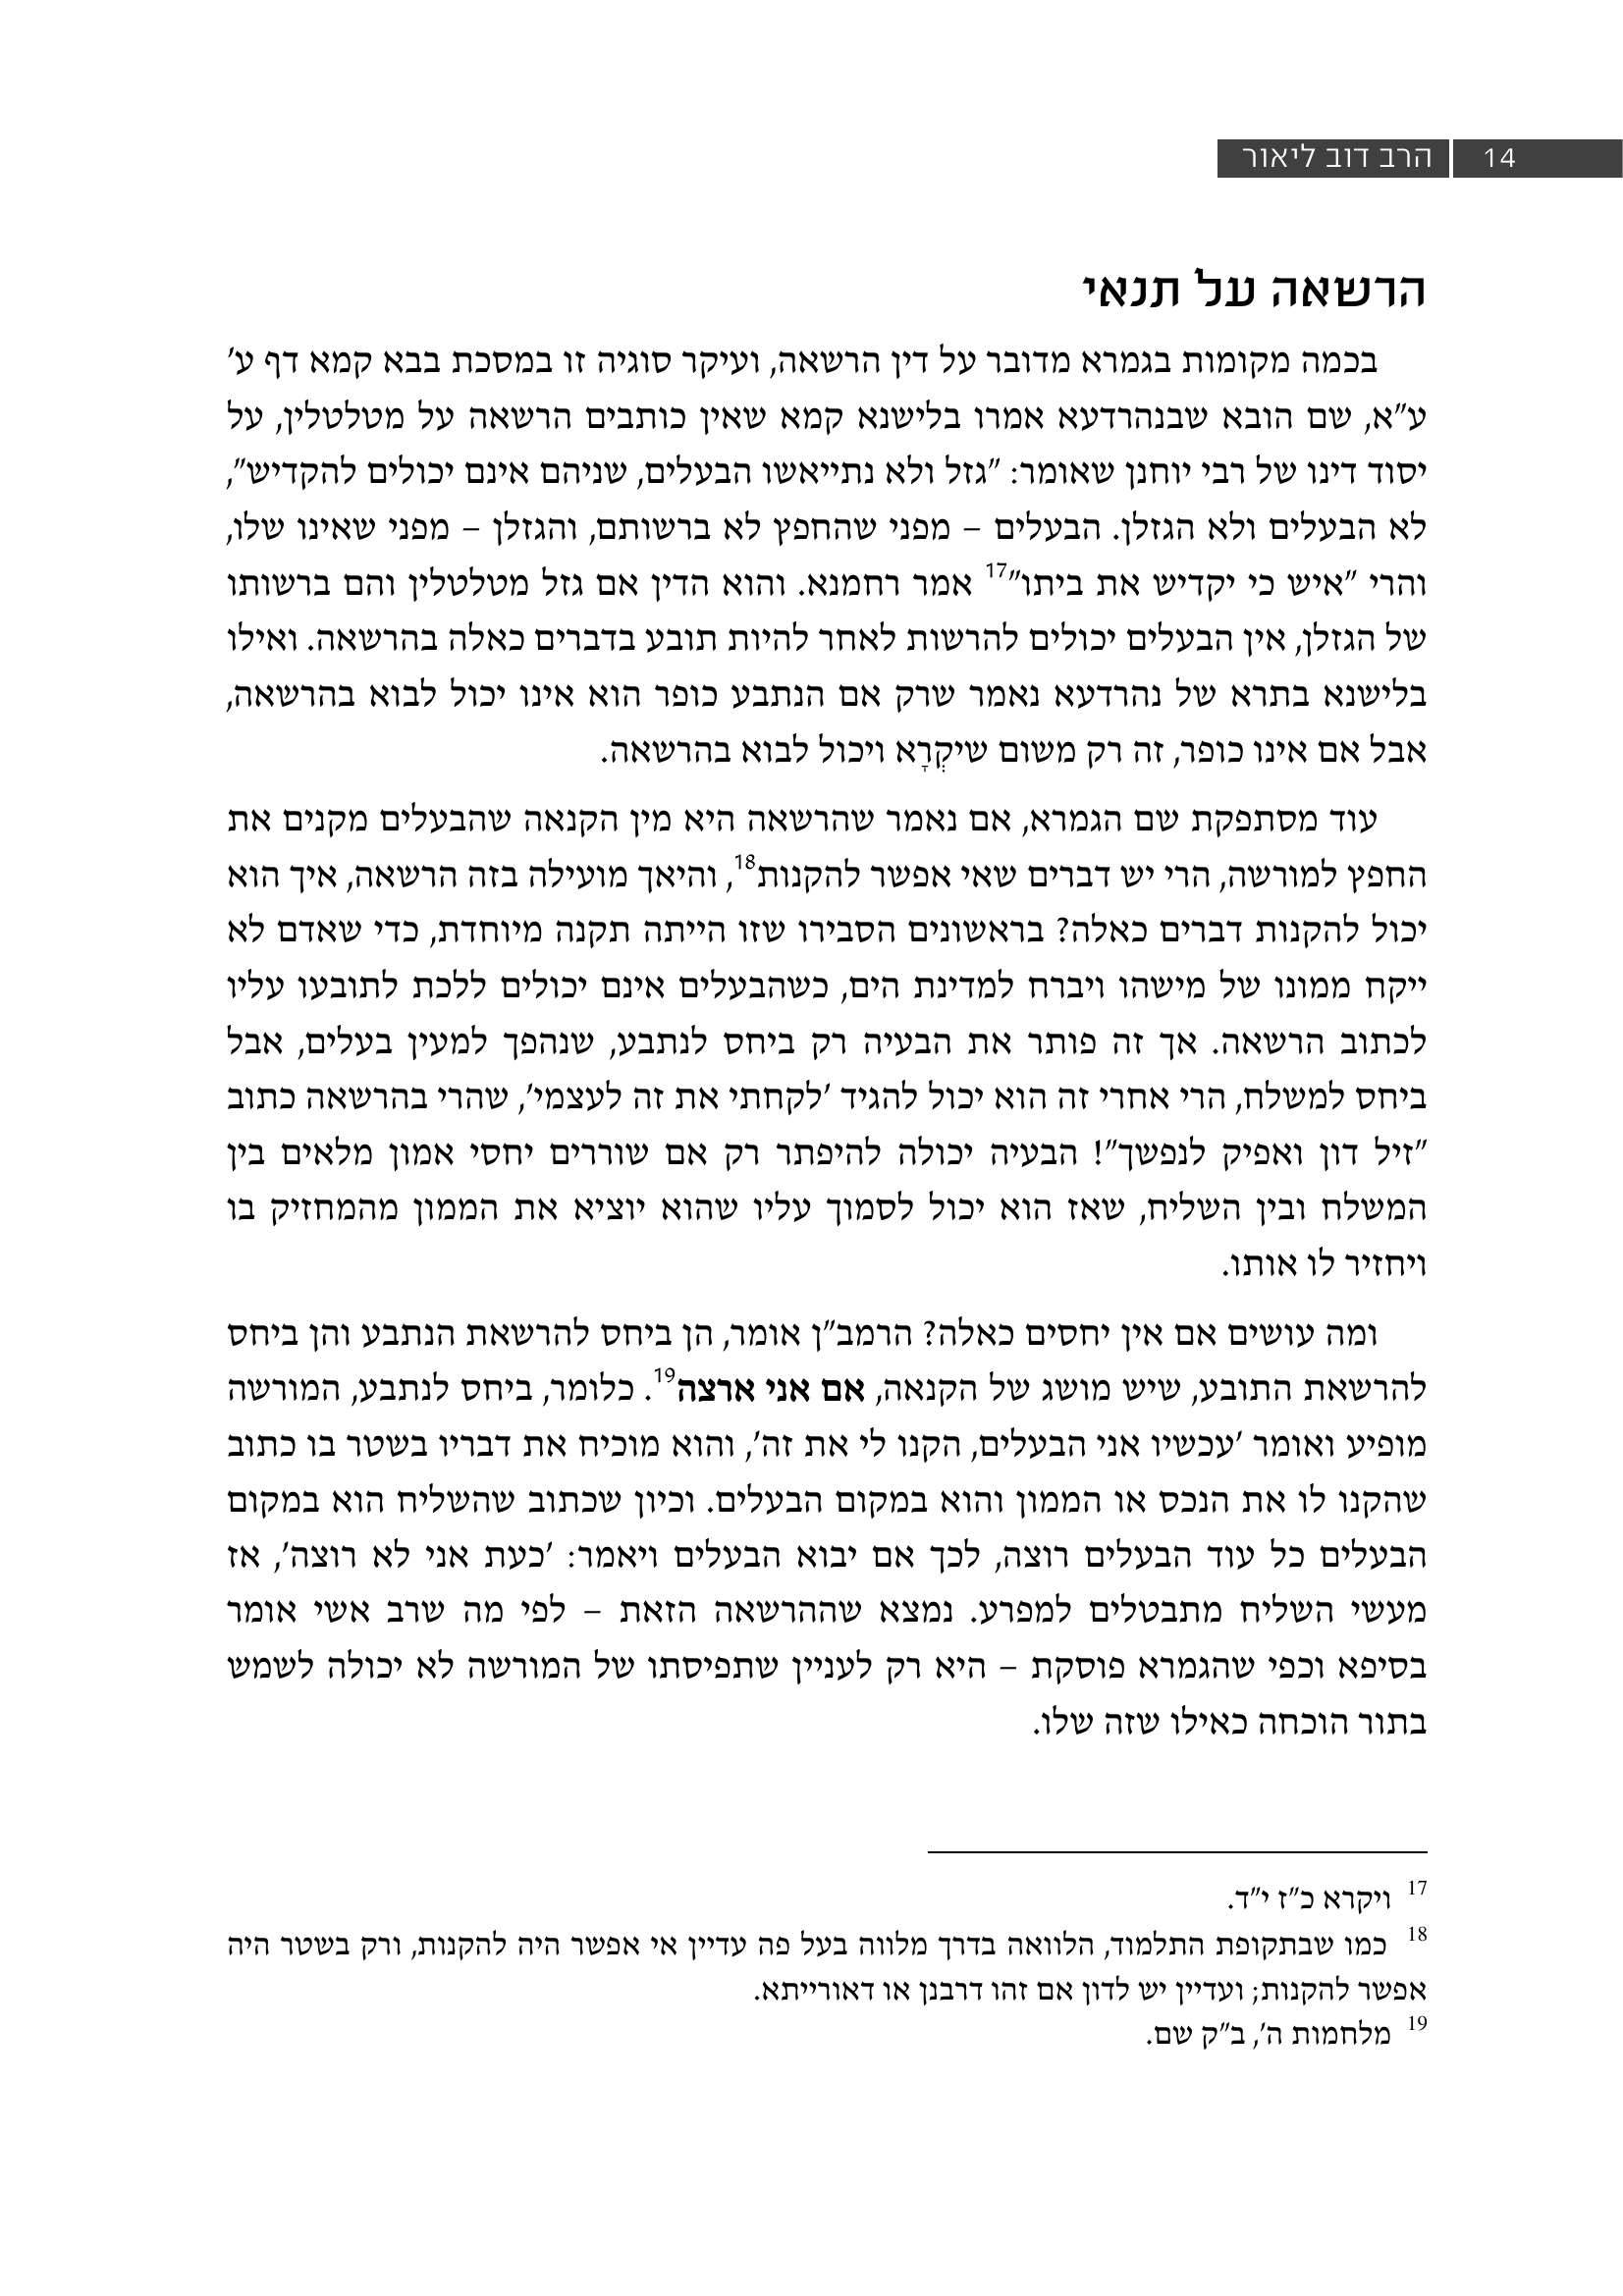 14 הרב דוב ליאור
הרשאה על תנאי
בכמה מקומות בגמרא מדובר על דין הרשאה, ועיקר סוגיה זו במסכת בבא קמא דף ע'
ע"א, שם הובא שבנהרדעא אמרו בלישנא קמא שאין כותבים הרשאה על מטלטלין, על
יסוד דינו של רבי יוחנן שאומר: "גזל ולא נתייאשו הבעלים, שניהם אינם יכולים להקדיש",
לא הבעלים ולא הגזלן. הבעלים – מפני שהחפץ לא ברשותם, והגזלן – מפני שאינו שלו,
והרי "איש כי יקדיש את ביתו"17 אמר רחמנא. והוא הדין אם גזל מטלטלין והם ברשותו
של הגזלן, אין הבעלים יכולים להרשות לאחר להיות תובע בדברים כאלה בהרשאה. ואילו
בלישנא בתרא של נהרדעא נאמר שרק אם הנתבע כופר הוא אינו יכול לבוא בהרשאה,
אבל אם אינו כופר, זה רק משום שיקְרָא ויכול לבוא בהרשאה.
עוד מסתפקת שם הגמרא, אם נאמר שהרשאה היא מין הקנאה שהבעלים מקנים את
החפץ למורשה, הרי יש דברים שאי אפשר להקנות18, והיאך מועילה בזה הרשאה, איך הוא
יכול להקנות דברים כאלה? בראשונים הסבירו שזו הייתה תקנה מיוחדת, כדי שאדם לא
ייקח ממונו של מישהו ויברח למדינת הים, כשהבעלים אינם יכולים ללכת לתובעו עליו
לכתוב הרשאה. אך זה פותר את הבעיה רק ביחס לנתבע, שנהפך למעין בעלים, אבל
ביחס למשלח, הרי אחרי זה הוא יכול להגיד 'לקחתי את זה לעצמי', שהרי בהרשאה כתוב
"זיל דון ואפיק לנפשך"! הבעיה יכולה להיפתר רק אם שוררים יחסי אמון מלאים בין
המשלח ובין השליח, שאז הוא יכול לסמוך עליו שהוא יוציא את הממון מהמחזיק בו
ויחזיר לו אותו.
ומה עושים אם אין יחסים כאלה? הרמב"ן אומר, הן ביחס להרשאת הנתבע והן ביחס
להרשאת התובע, שיש מושג של הקנאה, אם אני ארצה19. כלומר, ביחס לנתבע, המורשה
מופיע ואומר 'עכשיו אני הבעלים, הקנו לי את זה', והוא מוכיח את דבריו בשטר בו כתוב
שהקנו לו את הנכס או הממון והוא במקום הבעלים. וכיון שכתוב שהשליח הוא במקום
הבעלים כל עוד הבעלים רוצה, לכך אם יבוא הבעלים ויאמר: 'כעת אני לא רוצה', אז
מעשי השליח מתבטלים למפרע. נמצא שההרשאה הזאת – לפי מה שרב אשי אומר
בסיפא וכפי שהגמרא פוסקת – היא רק לעניין שתפיסתו של המורשה לא יכולה לשמש
בתור הוכחה כאילו שזה שלו.
17 ויקרא כ"ז י"ד.
18 כמו שבתקופת התלמוד, הלוואה בדרך מלווה בעל פה עדיין אי אפשר היה להקנות, ורק בשטר היה
אפשר להקנות; ועדיין יש לדון אם זהו דרבנן או דאורייתא.
19 מלחמות ה', ב"ק שם.